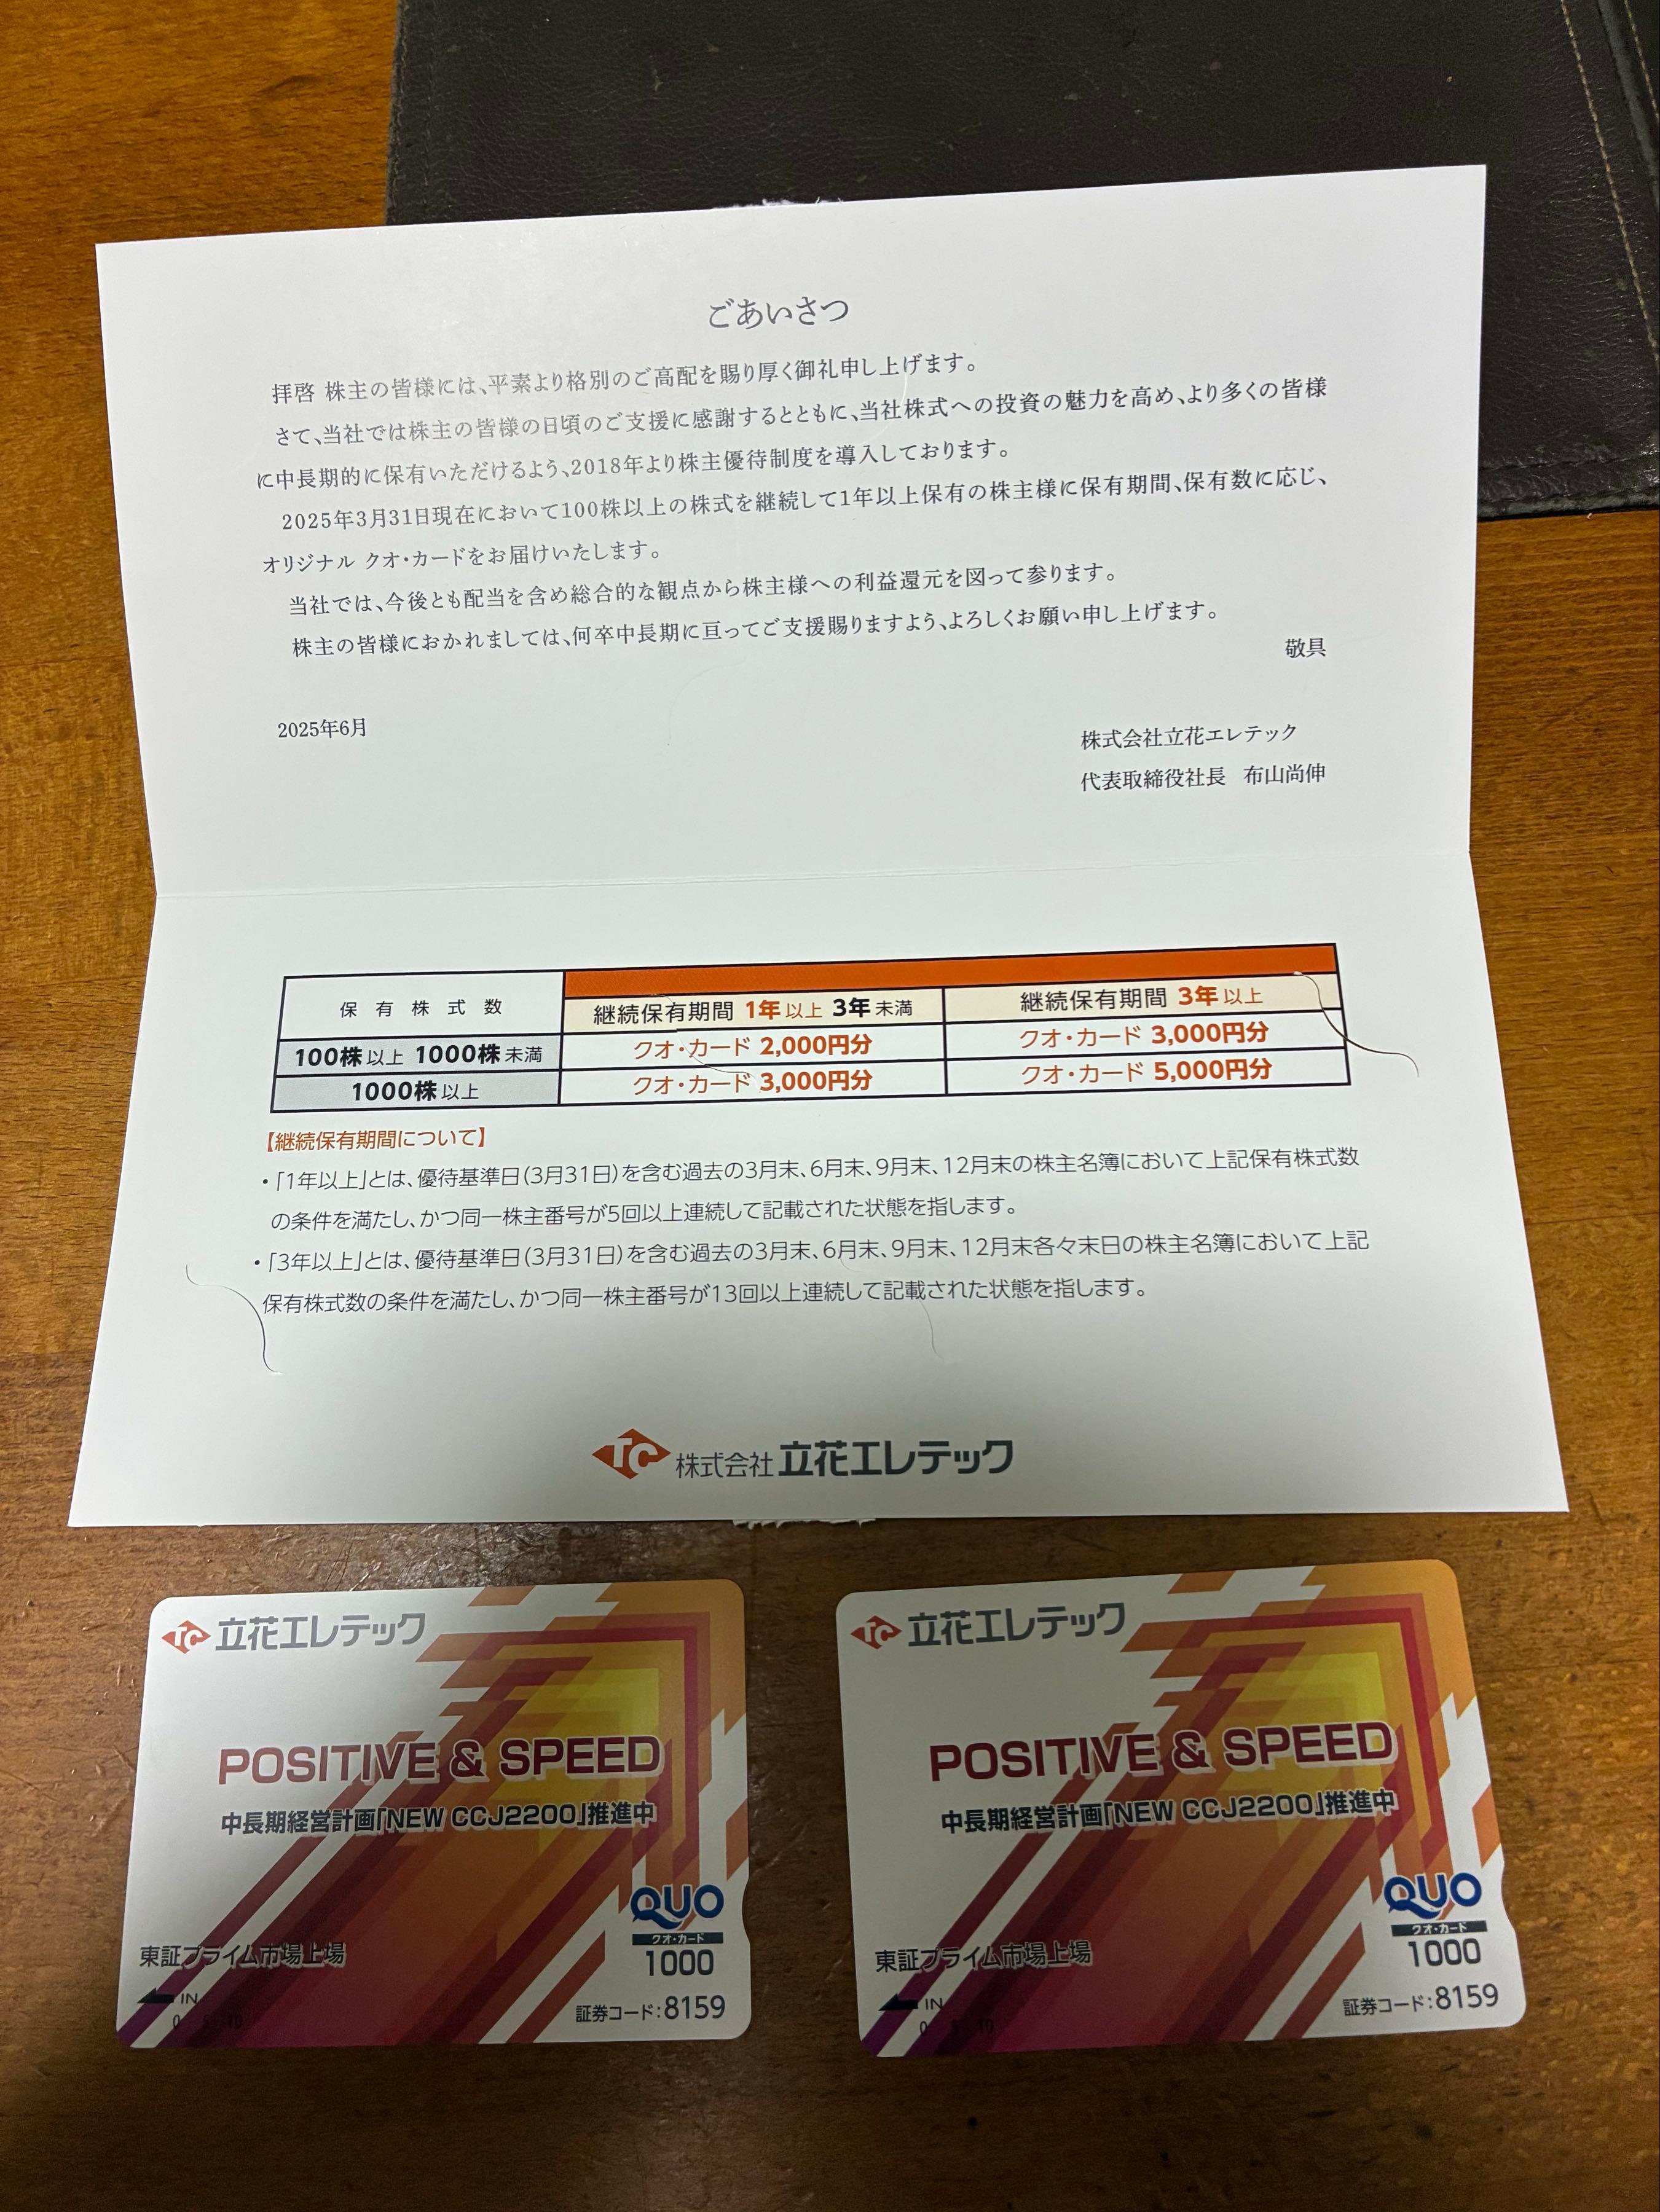 ごあいさつ
拝啓 株主の皆様には、平素より格別のご高配を賜り厚く御礼申し上げます。
さて、当社では株主の皆様の日頃のご支援に感謝するとともに、当社株式への投資の魅力を高め、より多くの皆様
に中長期的に保有いただけるよう、2018年より株主優待制度を導入しております。
2025年3月31日現在において100株以上の株式を継続して1年以上保有の株主様に保有期間、保有数に応じ、
オリジナル クオ・カードをお届けいたします。
当社では、今後とも配当を含め総合的な観点から株主様への利益還元を図って参ります。
株主の皆様におかれましては、何卒中長期に亘ってご支援賜りますよう、よろしくお願い申し上げます。
敬具
2025年6月
株式会社立花エレテック
代表取締役社長 布山尚伸
保有株式数
継続保有期間 1年以上 3年未満
継続保有期間 3年以上
100株以上 1000株未満
クオ・カード 2,000円分
クオ・カード 3,000円分
1000株以上
クオ・カード 3,000円分
クオ・カード 5,000円分
【継続保有期間について】
・「1年以上」とは、優待基準日(3月31日)を含む過去の3月末、6月末、9月末、12月末の株主名簿において上記保有株式数
の条件を満たし、かつ同一株主番号が5回以上連続して記載された状態を指します。
・「3年以上」とは、優待基準日(3月31日)を含む過去の3月末、6月末、9月末、12月末各々末日の株主名簿において上記
保有株式数の条件を満たし、かつ同一株主番号が13回以上連続して記載された状態を指します。
TC 株式会社 立花エレテック
TC 立花エレテック
POSITIVE & SPEED
中長期経営計画「NEW CCJ2200」推進中
QUO
クオ・カード
1000
東証プライム市場上場
IN
0 5 10
証券コード:8159
TC 立花エレテック
POSITIVE & SPEED
中長期経営計画「NEW CCJ2200」推進中
QUO
クオ・カード
1000
東証プライム市場上場
IN
0 5 10
証券コード:8159